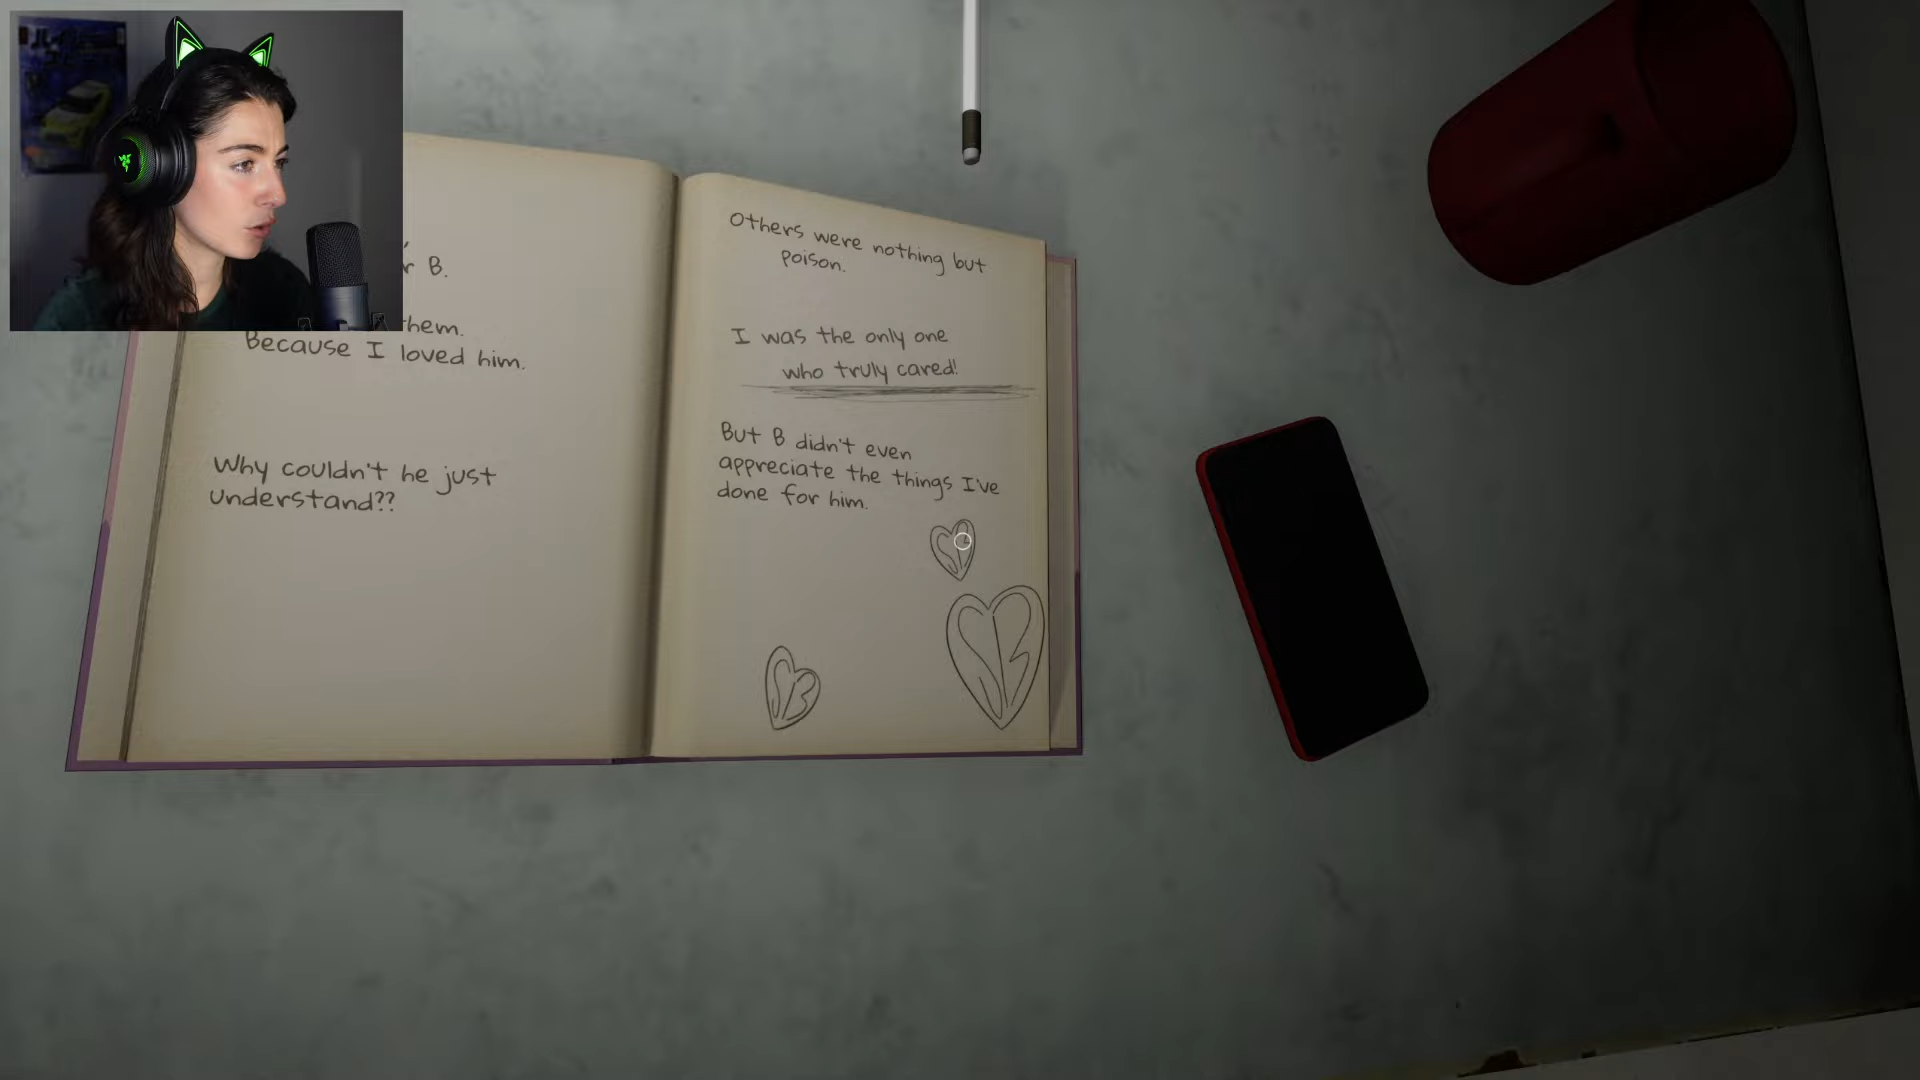 B.
them.
Because I loved him.
Why couldn't he just
understand??
Others were nothing but
poison.
I was the only one
who truly cared!
But B didn't even
appreciate the things I've
done for him.